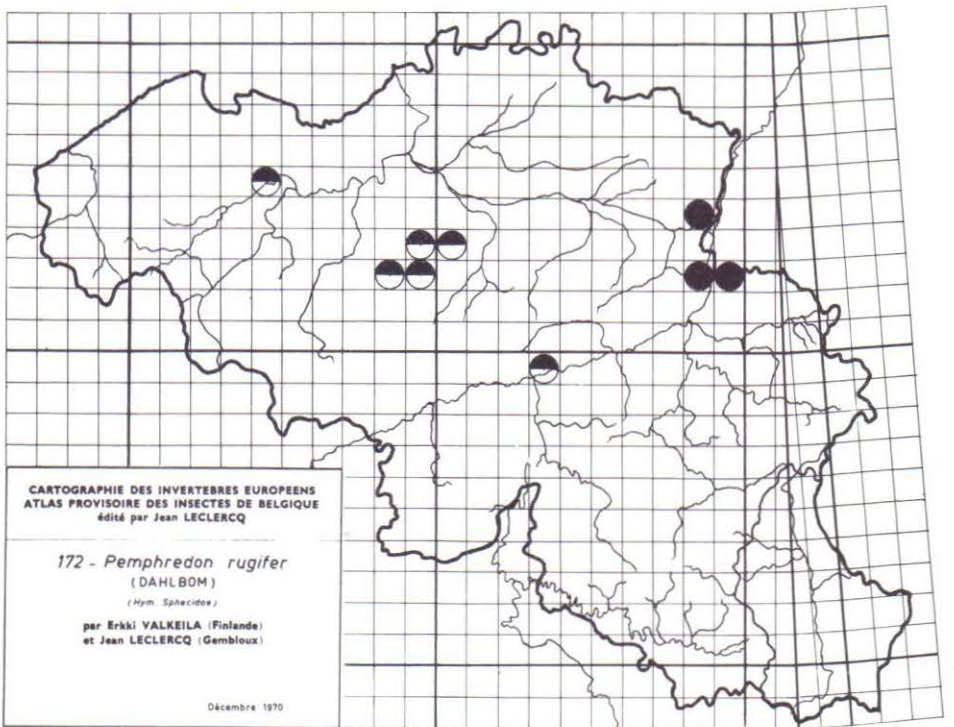 CARTOGRAPHIE DES INVERTEBRES EUROPEENS
ATLAS PROVISOIRE DES INSECTES DE BELGIQUE
édité par Jean LECLERCQ
172 - Pemphredon rugifer
(DAHLBOM)
(Hym. Sphecidae)
par Erkki VALKEILA (Finlande)
et Jean LECLERCQ (Gembloux)
Décembre 1970